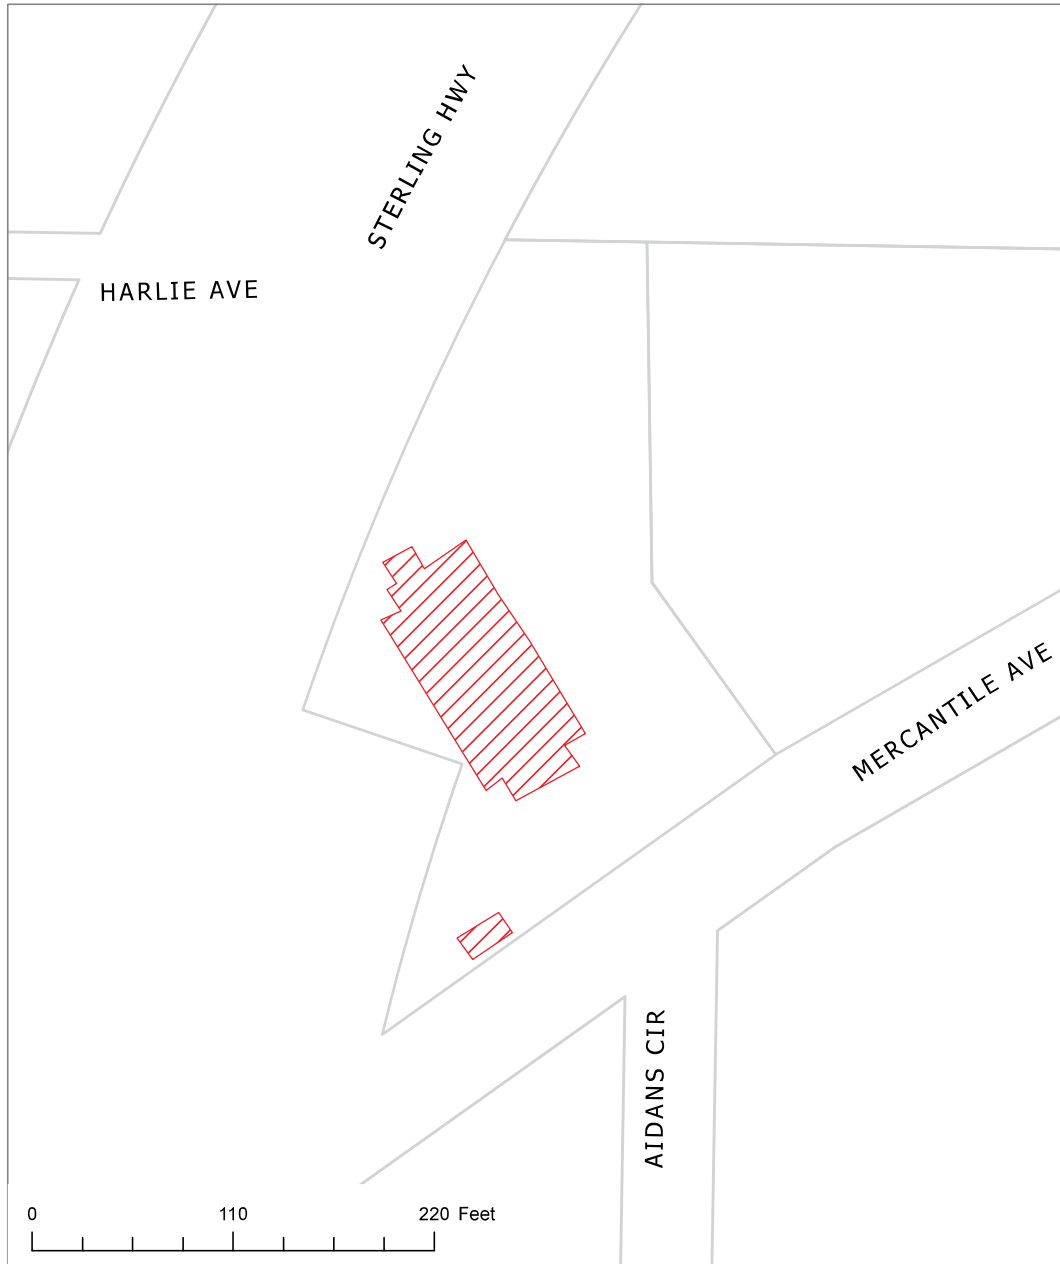 STERLING HWY
HARLIE AVE
MERCANTILE AVE
AIDANS CIR
0 110 220 Feet